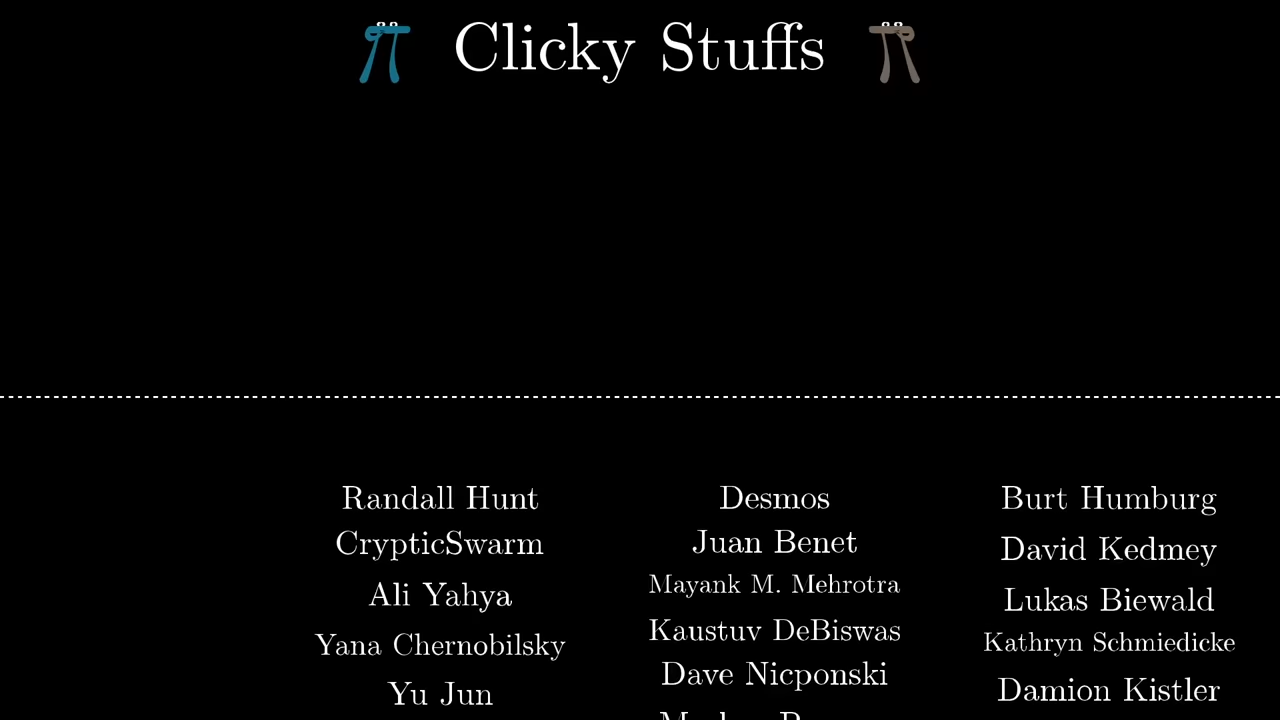 Clicky Stuffs
Randall Hunt
CrypticSwarm
Ali Yahya
Yana Chernobilsky
Yu Jun
Desmos
Juan Benet
Mayank M. Mehrotra
Kaustuv DeBiswas
Dave Nicponski
Burt Humburg
David Kedmey
Lukas Biewald
Kathryn Schmiedicke
Damion Kistler